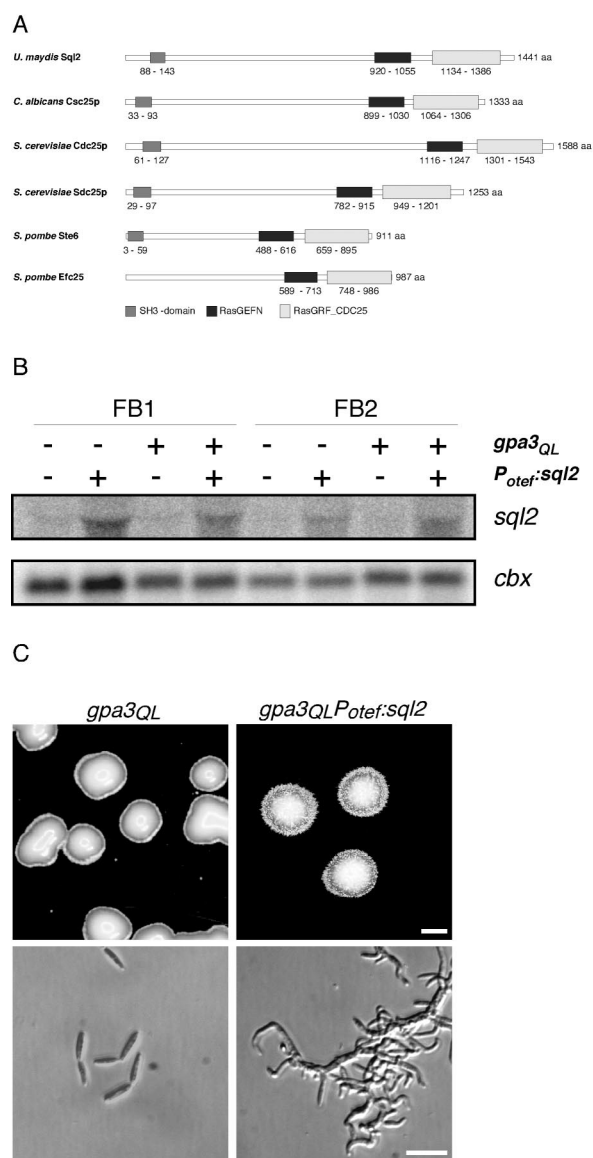 A
U. maydis Sql2 1441 aa
88 - 143 920 - 1055 1134 - 1386
C. albicans Csc25p 1333 aa
33 - 93 899 - 1030 1064 - 1306
S. cerevisiae Cdc25p 1588 aa
61 - 127 1116 - 1247 1301 - 1543
S. cerevisiae Sdc25p 1253 aa
29 - 97 782 - 915 949 - 1201
S. pombe Ste6 911 aa
3 - 59 488 - 616 659 - 895
S. pombe Efc25 987 aa
589 - 713 748 - 986
SH3 -domain RasGEFN RasGRF_CDC25
B
FB1 FB2
- - + + - - + + gpa3QL
- + - + - + - + Potef:sql2
sql2
cbx
C
gpa3QL gpa3QLPotef:sql2